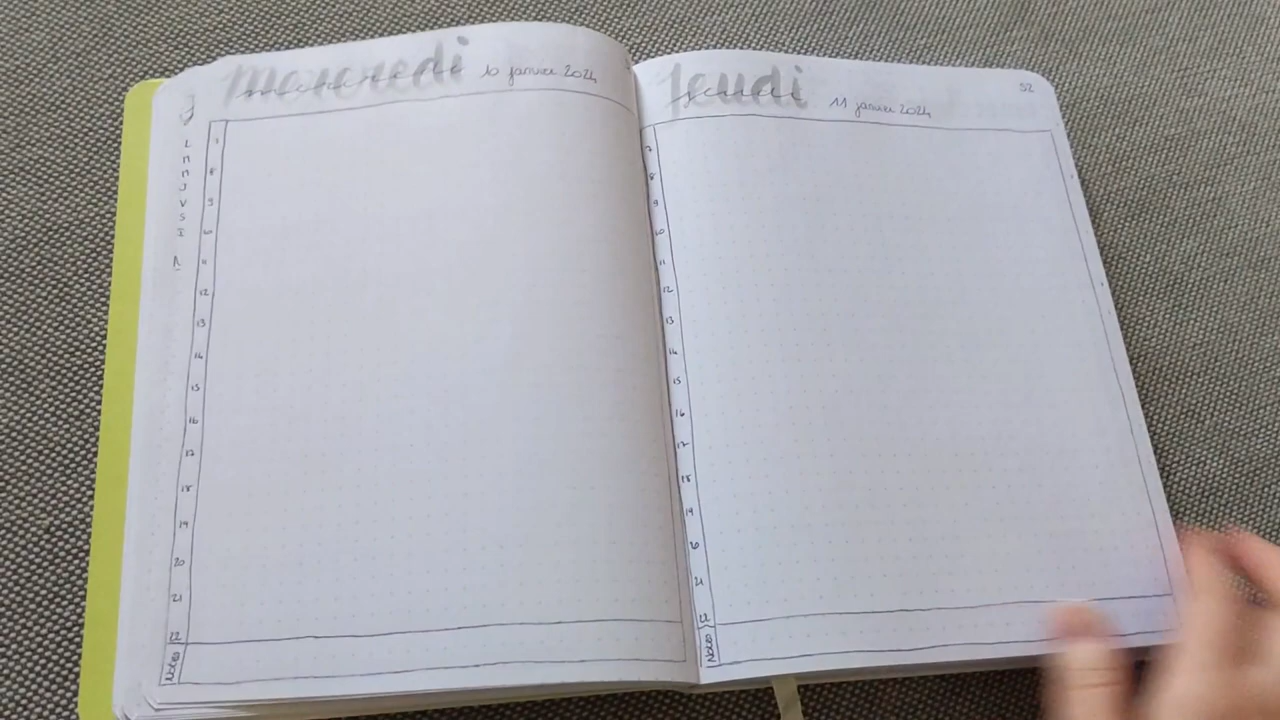 Mercredi
mercredi 10 janvier 2024
J
L
M
M
J
V
S
7
8
9
10
11
12
13
14
15
16
17
18
19
20
21
22
Notes
Jeudi
jeudi 11 janvier 2024
52
7
8
9
10
11
12
13
14
15
16
17
18
19
21
22
Notes